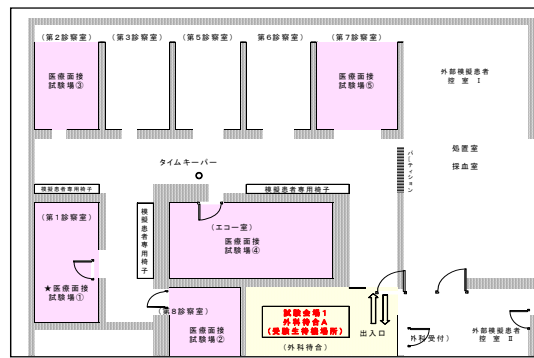 (第2診察室)
(第3診察室)
(第5診察室)
(第6診察室)
(第7診察室)
医療面接
試験場③
医療面接
試験場⑤
外部模擬患者
控 室 Ⅰ
処置室
採血室
パーティション
タイムキーパー
模擬患者専用椅子
模擬患者専用椅子
模擬患者専用椅子
(第1診察室)
★医療面接
試験場①
(エコー室)
医療面接
試験場④
(第8診察室)
医療面接
試験場②
試験会場1
外科待合A
(受験生待機場所)
(外科待合)
出入口
(外科受付)
外部模擬患者
控 室 Ⅱ